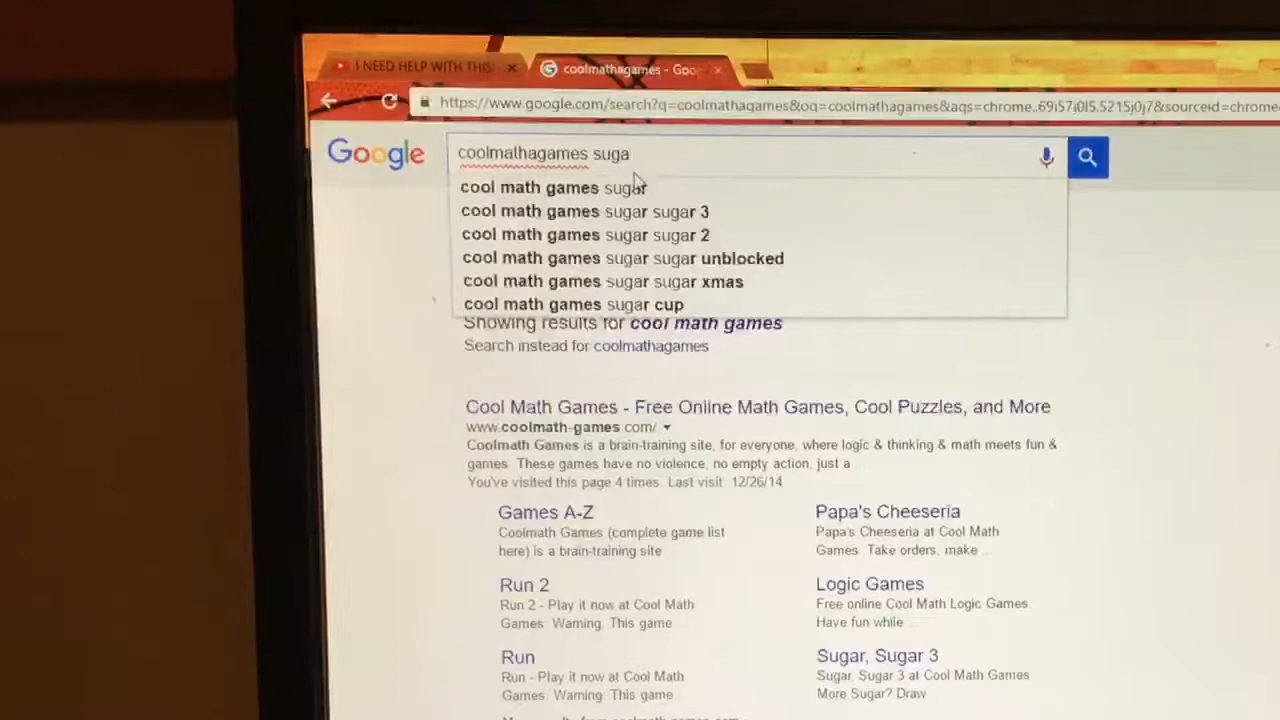 I NEED HELP WITH THIS
coolmathagames - Goo
https://www.google.com/search?q=coolmathagames&oq=coolmathagames&aqs=chrome..69i57j0l5.5215j0j7&sourceid=chrome
Google
coolmathagames suga
cool math games sugar
cool math games sugar sugar 3
cool math games sugar sugar 2
cool math games sugar sugar unblocked
cool math games sugar sugar xmas
cool math games sugar cup
Showing results for cool math games
Search instead for coolmathagames
Cool Math Games - Free Online Math Games, Cool Puzzles, and More
www.coolmath-games.com/
Coolmath Games is a brain-training site, for everyone, where logic & thinking & math meets fun &
games. These games have no violence, no empty action, just a
You've visited this page 4 times. Last visit: 12/26/14
Games A-Z
Coolmath Games (complete game list
here) is a brain-training site
Papa's Cheeseria
Papa's Cheeseria at Cool Math
Games. Take orders, make ...
Run 2
Run 2 - Play it now at Cool Math
Games. Warning: This game ...
Logic Games
Free online Cool Math Logic Games
Have fun while ...
Run
Run - Play it now at Cool Math
Games. Warning: This game ...
Sugar, Sugar 3
Sugar, Sugar 3 at Cool Math Games
More Sugar? Draw